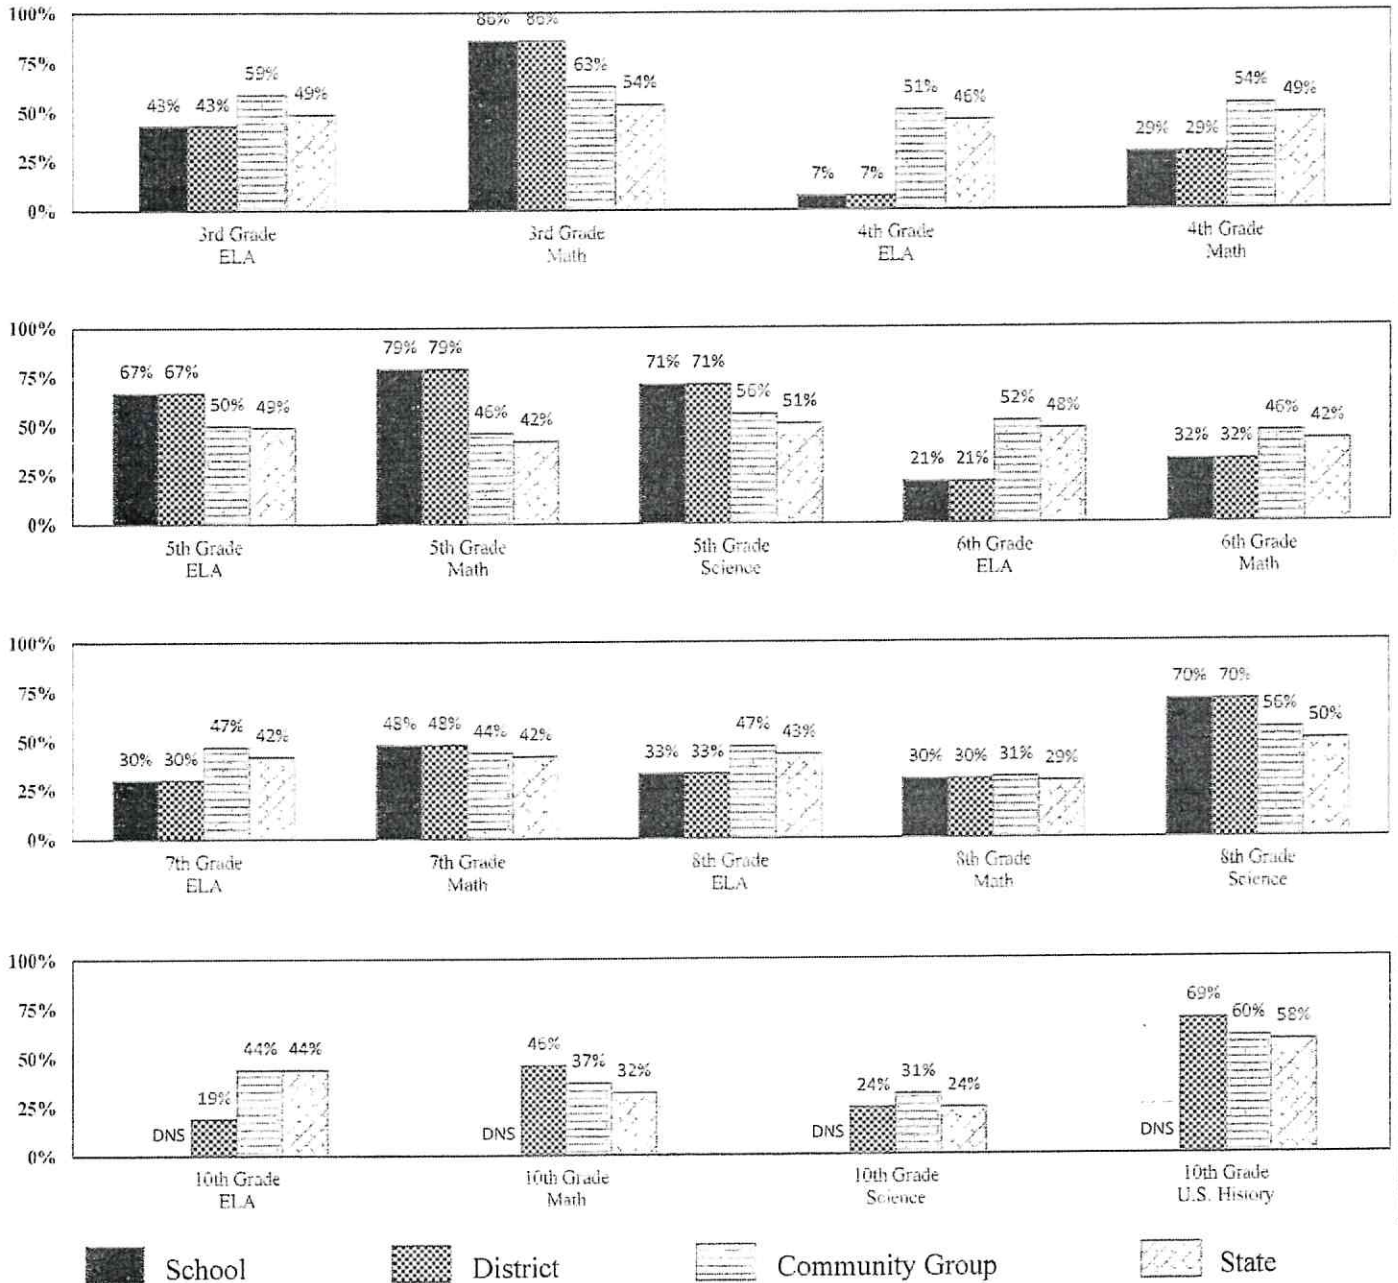 100%
75%
50%
25%
0%
43% 43% 59% 49%
86% 86% 63% 54%
7% 7% 51% 46%
29% 29% 54% 49%
3rd Grade
ELA
3rd Grade
Math
4th Grade
ELA
4th Grade
Math
100%
75%
50%
25%
0%
67% 67% 50% 49%
79% 79% 46% 42%
71% 71% 56% 51%
21% 21% 52% 48%
32% 32% 46% 42%
5th Grade
ELA
5th Grade
Math
5th Grade
Science
6th Grade
ELA
6th Grade
Math
100%
75%
50%
25%
0%
30% 30% 47% 42%
48% 48% 44% 42%
33% 33% 47% 43%
30% 30% 31% 29%
70% 70% 56% 50%
7th Grade
ELA
7th Grade
Math
8th Grade
ELA
8th Grade
Math
8th Grade
Science
100%
75%
50%
25%
0%
DNS 19% 44% 44%
DNS 46% 37% 32%
DNS 24% 31% 24%
DNS 69% 60% 58%
10th Grade
ELA
10th Grade
Math
10th Grade
Science
10th Grade
U.S. History
School District Community Group State